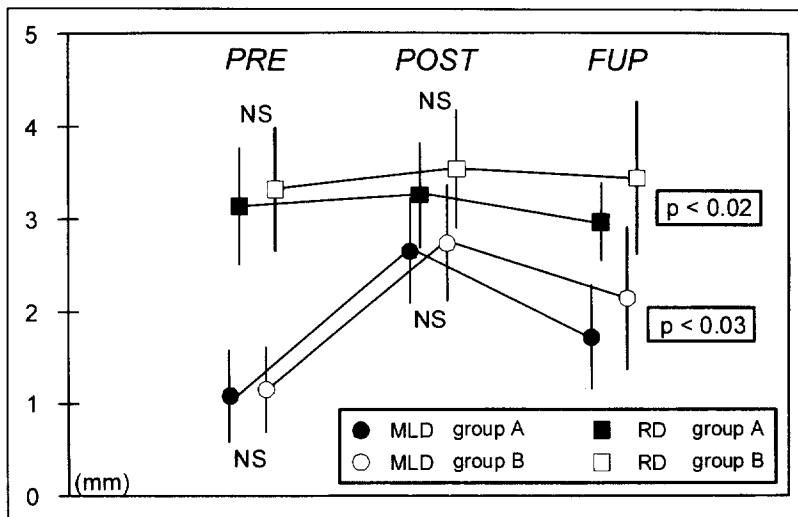 5
PRE POST FUP
NS NS
4
3
p < 0.02
2
NS
p < 0.03
1
NS
MLD group A RD group A
MLD group B RD group B
(mm)
0